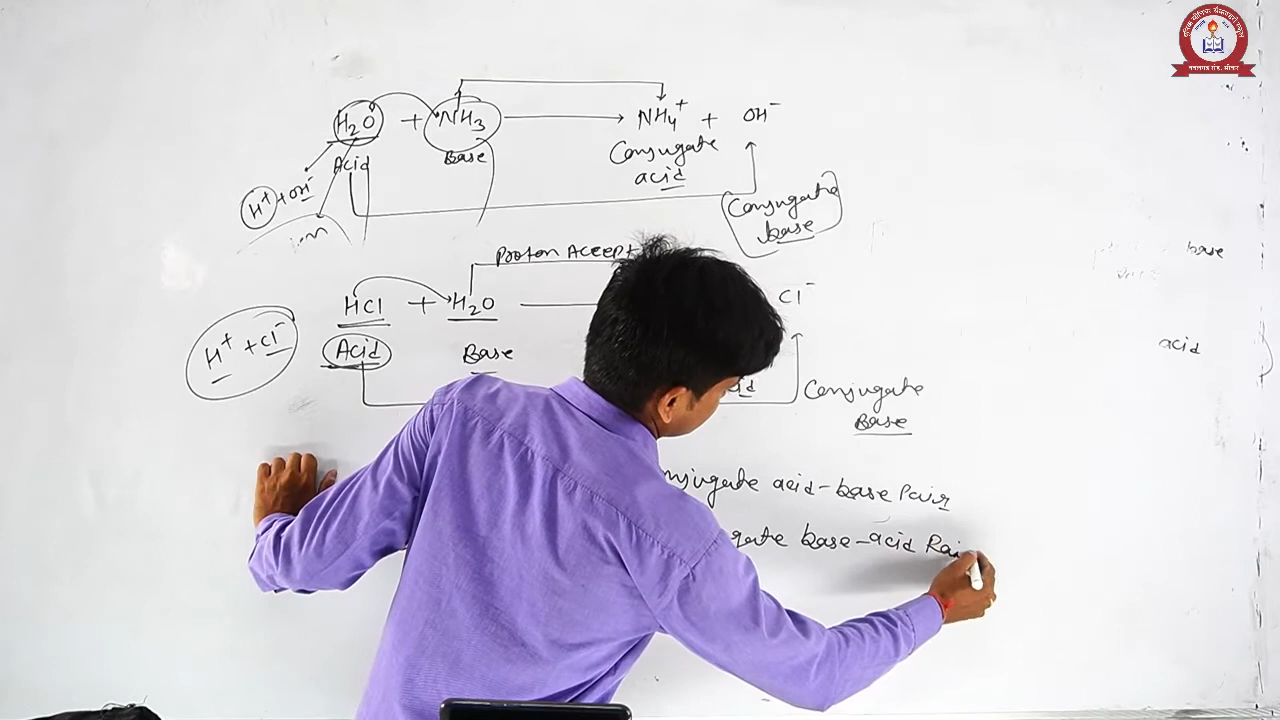 H₂O + NH₃ → NH₄⁺ + OH⁻
Acid Base Conjugate acid
H⁺ + OH⁻
Conjugate base
Proton Accept
HCl + H₂O Cl⁻
H⁺ + Cl⁻
Acid Base
Conjugate Base
base
acid
njugate acid-base Pair
gate base-acid Pai